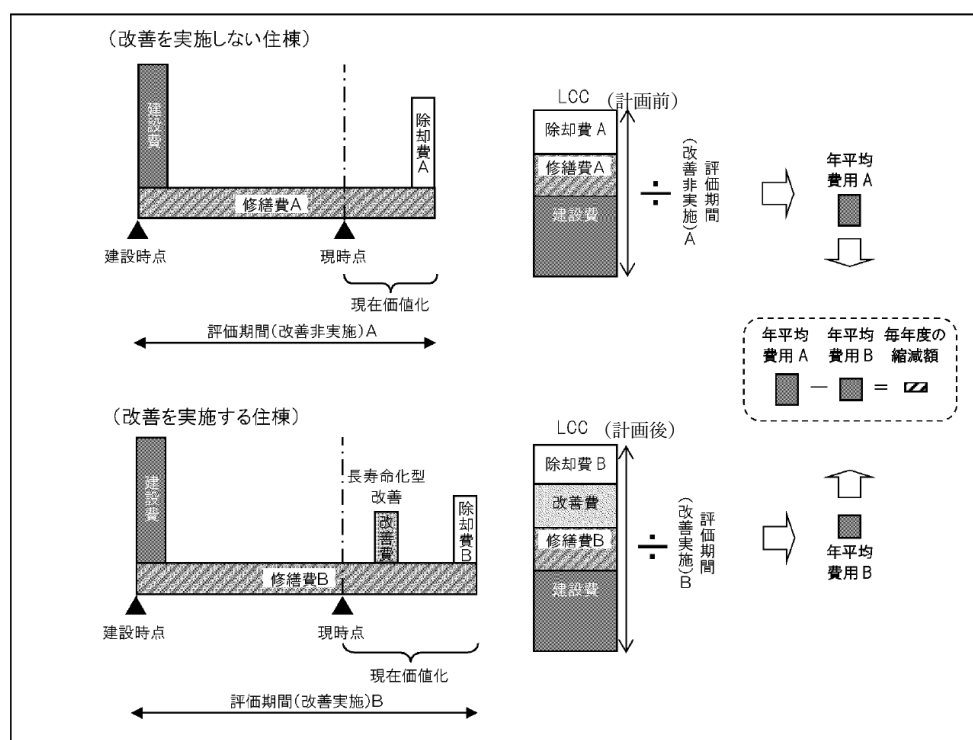 (改善を実施しない住棟)
建設費
除却費A
修繕費A
建設時点
現時点
現在価値化
評価期間(改善非実施)A
LCC (計画前)
除却費A
修繕費A
建設費
÷
評価期間
(改善非実施)A
年平均
費用A
年平均 年平均 毎年度の
費用A 費用B 縮減額
― =
(改善を実施する住棟)
建設費
長寿命化型
改善
改善費
除却費B
修繕費B
建設時点
現時点
現在価値化
評価期間(改善実施)B
LCC (計画後)
除却費B
改善費
修繕費B
建設費
÷
評価期間
(改善実施)B
年平均
費用B